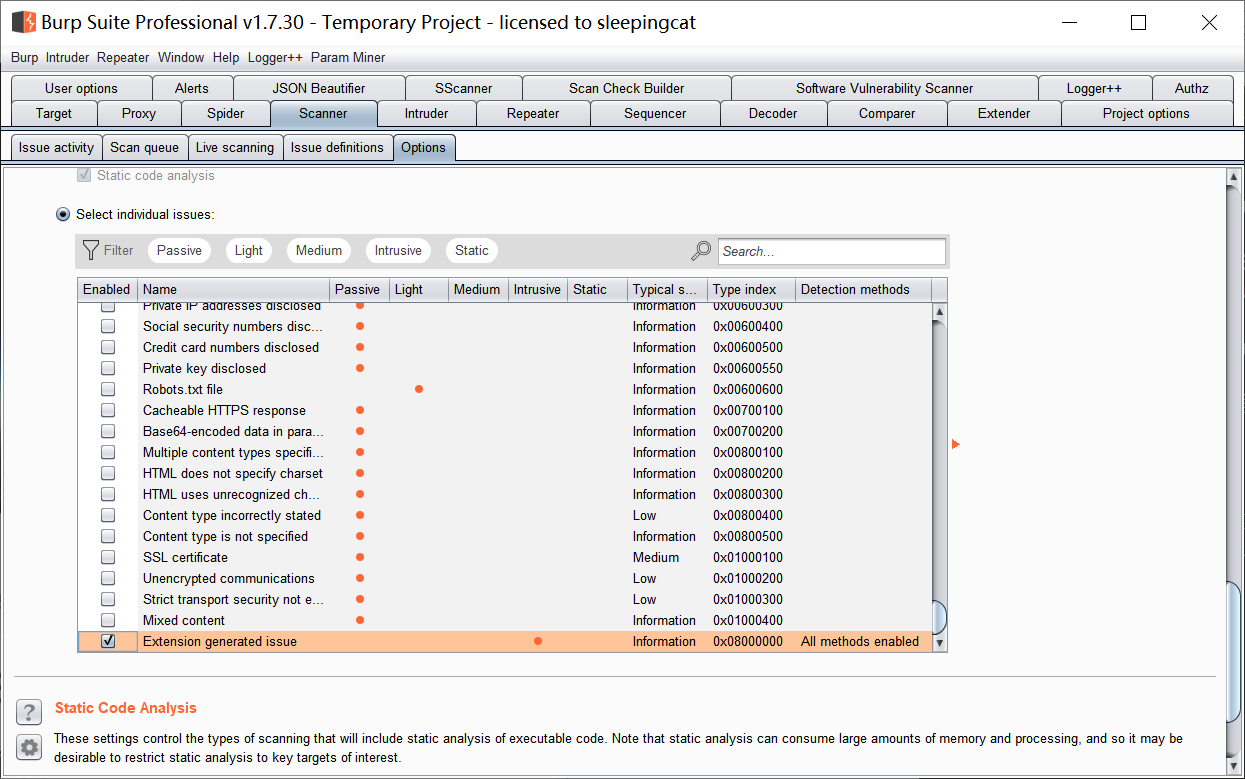 Burp Suite Professional v1.7.30 - Temporary Project - licensed to sleepingcat
Burp Intruder Repeater Window Help Logger++ Param Miner
User options Alerts JSON Beautifier SScanner Scan Check Builder Software Vulnerability Scanner Logger++ Authz
Target Proxy Spider Scanner Intruder Repeater Sequencer Decoder Comparer Extender Project options
Issue activity Scan queue Live scanning Issue definitions Options
Static code analysis
Select individual issues:
Filter Passive Light Medium Intrusive Static Search...
Enabled Name Passive Light Medium Intrusive Static Typical s... Type index Detection methods
Private IP addresses disclosed Information 0x00600300
Social security numbers disc... Information 0x00600400
Credit card numbers disclosed Information 0x00600500
Private key disclosed Information 0x00600550
Robots.txt file Information 0x00600600
Cacheable HTTPS response Information 0x00700100
Base64-encoded data in para... Information 0x00700200
Multiple content types specifi... Information 0x00800100
HTML does not specify charset Information 0x00800200
HTML uses unrecognized ch... Information 0x00800300
Content type incorrectly stated Low 0x00800400
Content type is not specified Information 0x00800500
SSL certificate Medium 0x01000100
Unencrypted communications Low 0x01000200
Strict transport security not e... Low 0x01000300
Mixed content Information 0x01000400
Extension generated issue Information 0x08000000 All methods enabled
? Static Code Analysis
These settings control the types of scanning that will include static analysis of executable code. Note that static analysis can consume large amounts of memory and processing, and so it may be
desirable to restrict static analysis to key targets of interest.